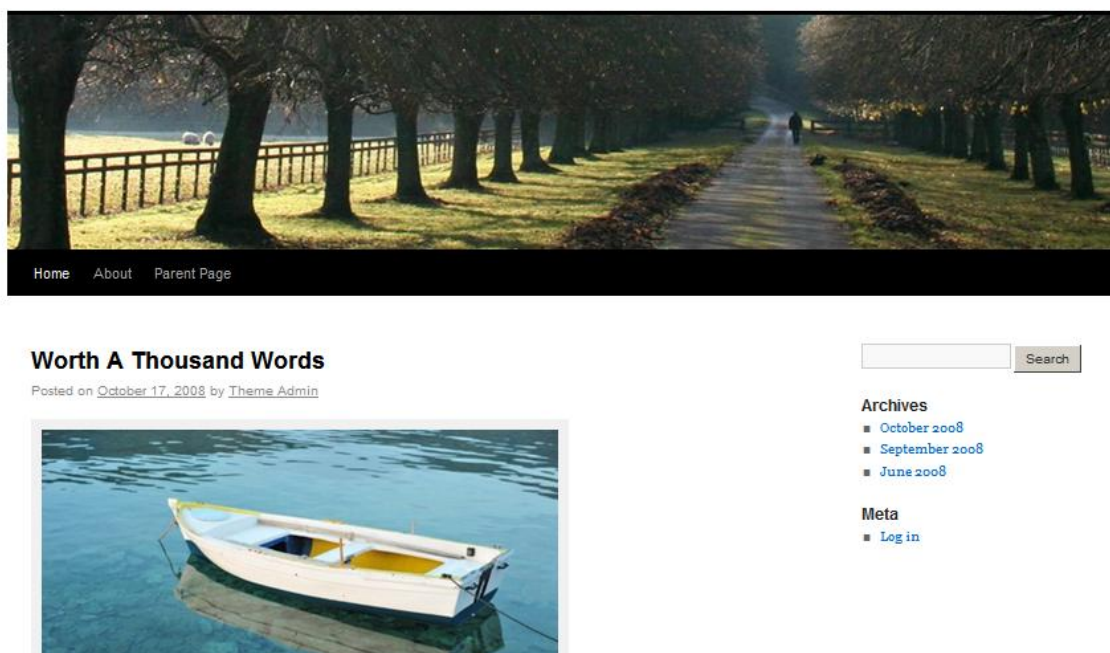 Home About Parent Page
Worth A Thousand Words
Posted on October 17, 2008 by Theme Admin
Search
Archives
October 2008
September 2008
June 2008
Meta
Log in